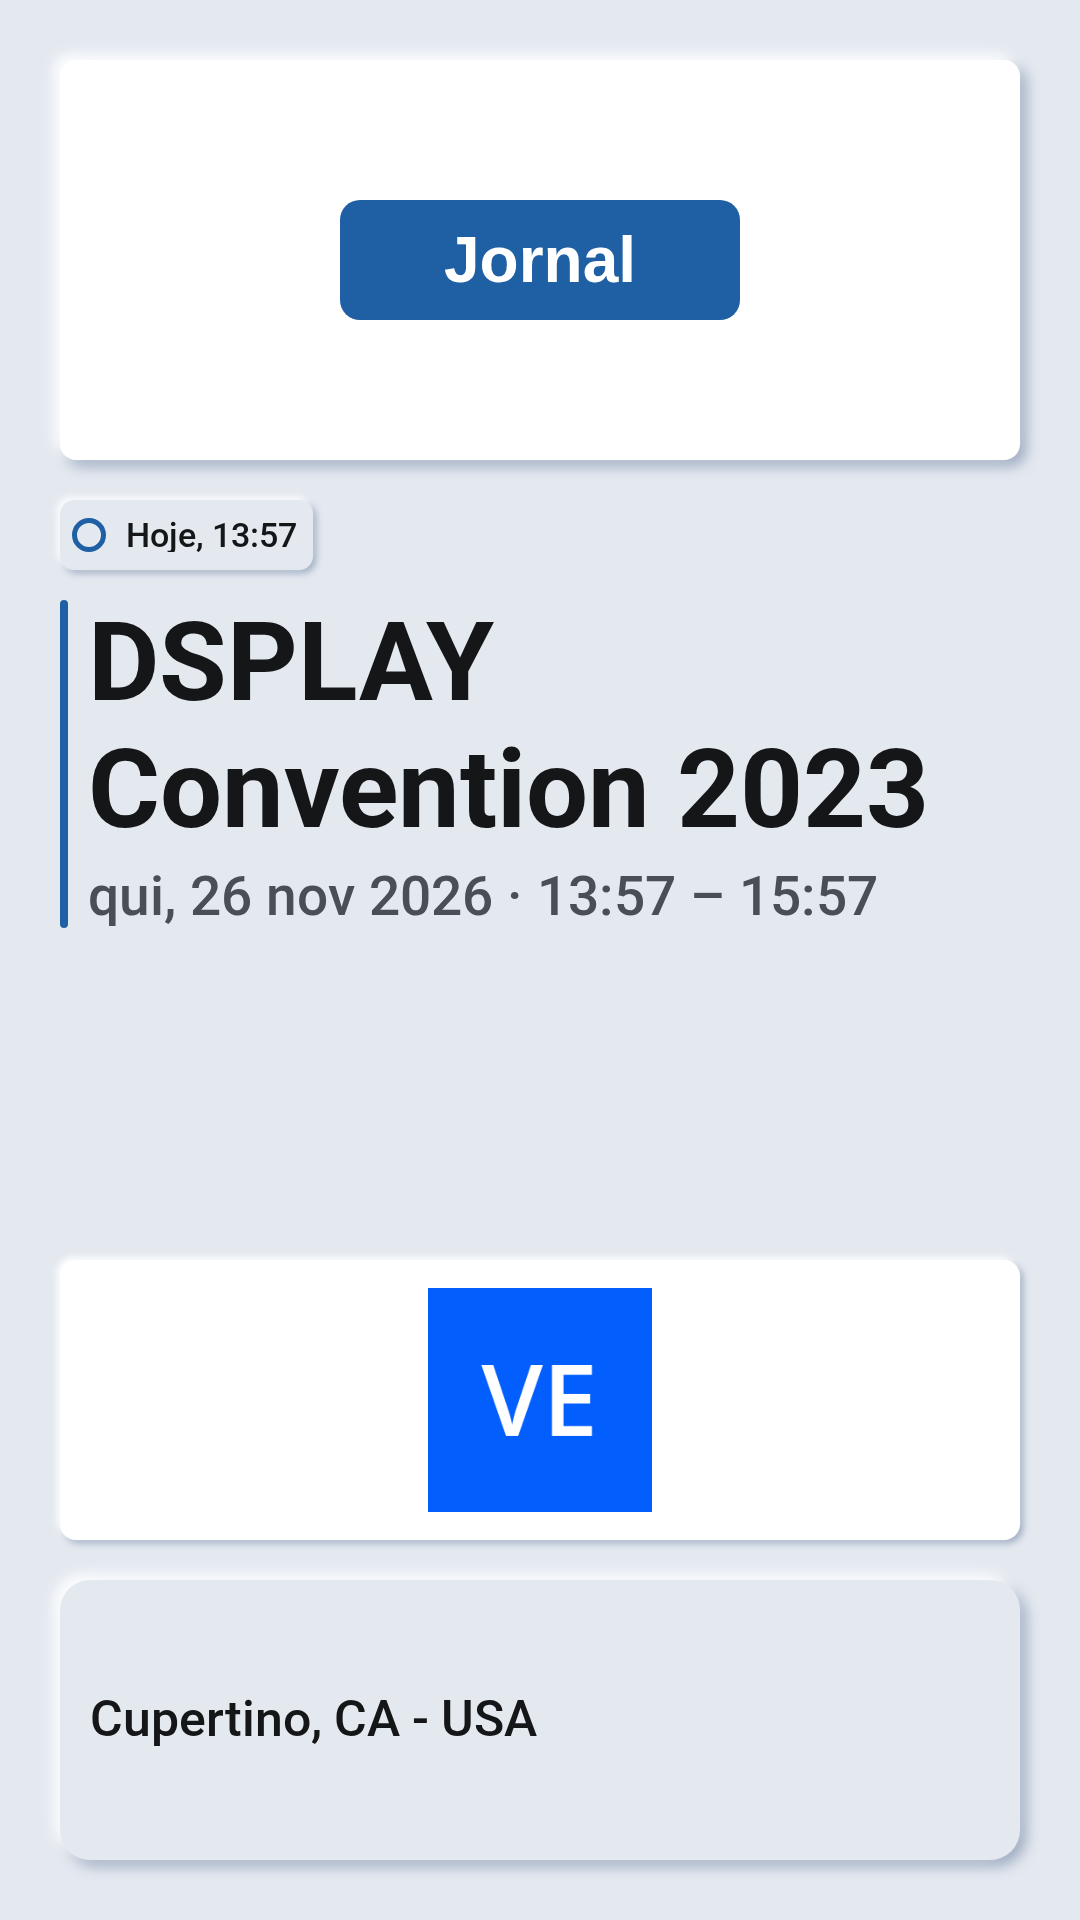 Jornal
Hoje, 13:57
DSPLAY
Convention 2023
qui, 26 nov 2026 · 13:57 – 15:57
VE
Cupertino, CA - USA